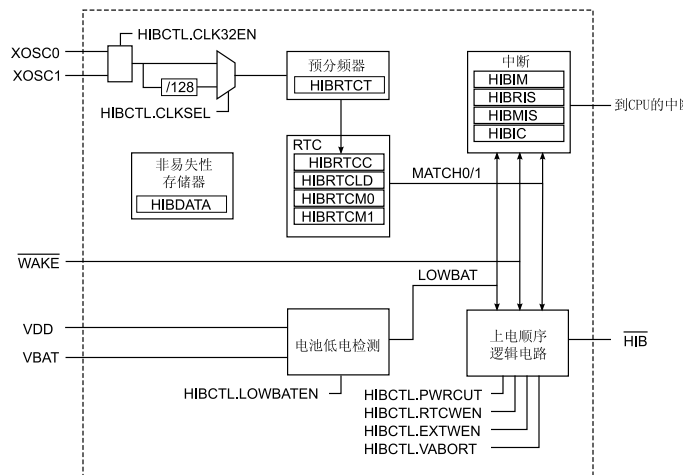 HIBCTL.CLK32EN
XOSC0
XOSC1
/128
HIBCTL.CLKSEL
预分频器
HIBRTCT
中断
HIBIM
HIBRIS
HIBMIS
HIBIC
到CPU的中断
RTC
HIBRTCC
HIBRTCLD
HIBRTCM0
HIBRTCM1
MATCH0/1
非易失性
存储器
HIBDATA
WAKE
LOWBAT
VDD
VBAT
电池低电检测
HIBCTL.LOWBATEN
上电顺序
逻辑电路
HIB
HIBCTL.PWRCUT
HIBCTL.RTCWEN
HIBCTL.EXTWEN
HIBCTL.VABORT